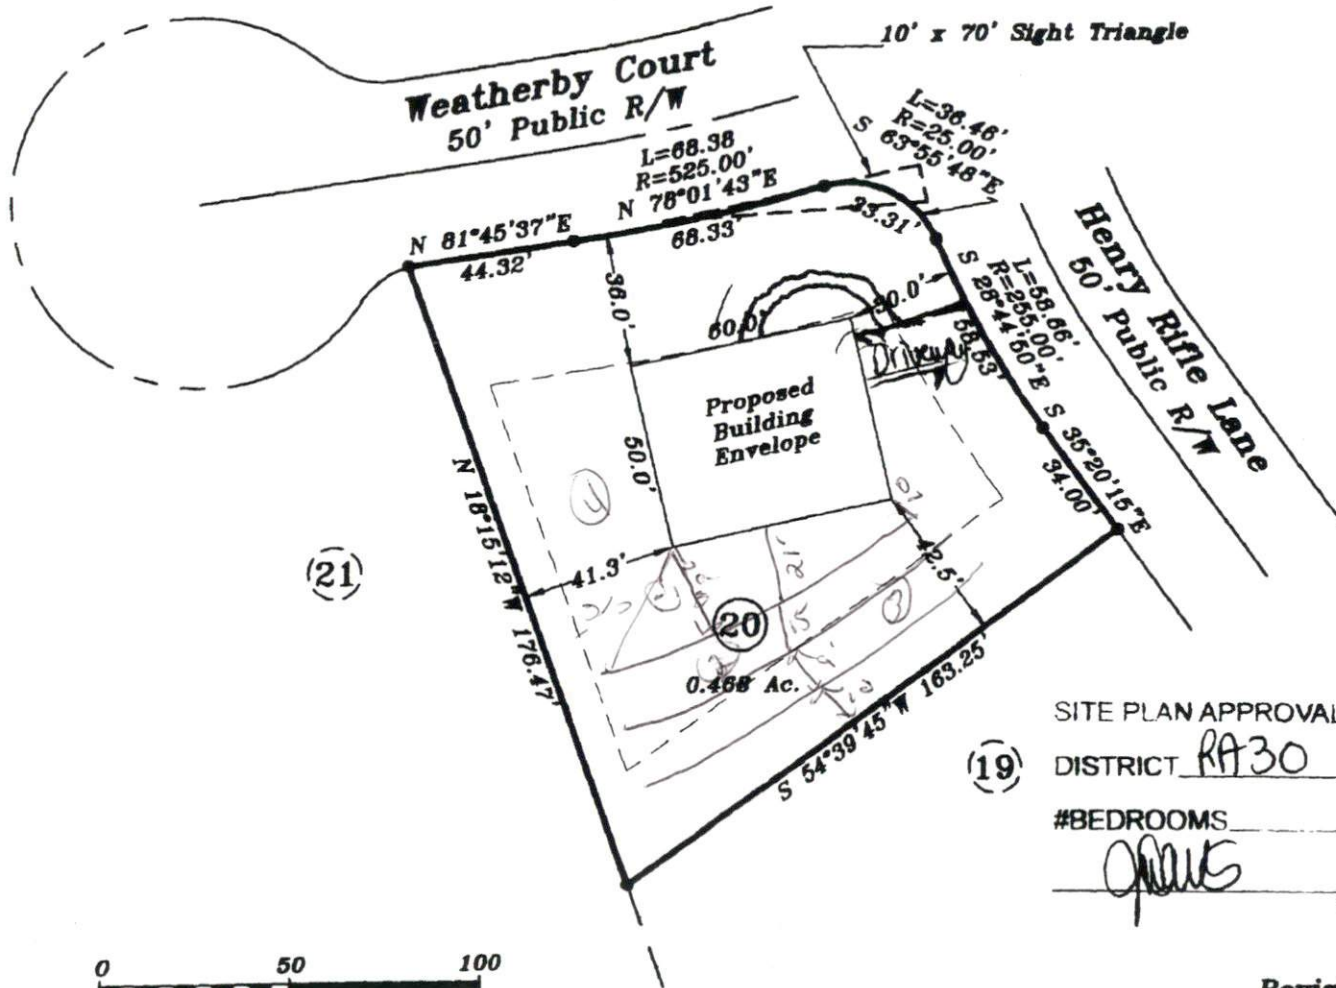 10' x 70' Sight Triangle
Weatherby Court
50' Public R/W
L=36.46'
R=25.00'
S 63°55'48"E
23.31'
L=68.38
R=525.00'
N 78°01'43"E
68.33'
N 81°45'37"E
44.32'
Henry Rifle Lane
50' Public R/W
L=58.66'
R=255.00'
S 28°44'50"E
58.53'
S 35°20'15"E
34.00'
36.0'
60.0'
30.0'
Driveway
Proposed
Building
Envelope
50.0'
4
N 18°15'12"W 176.47'
41.3'
42.5'
(21)
20
3
0.468 Ac.
S 54°39'45"W 163.25'
(19)
SITE PLAN APPROVAL
DISTRICT RA30
#BEDROOMS
0 50 100